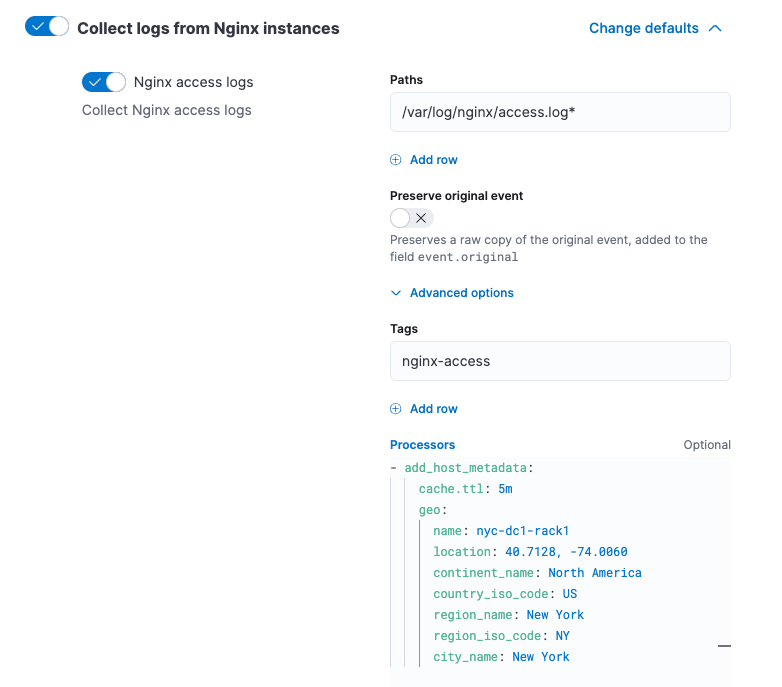 Collect logs from Nginx instances
Change defaults
Nginx access logs
Collect Nginx access logs
Paths
/var/log/nginx/access.log*
Add row
Preserve original event
Preserves a raw copy of the original event, added to the
field event.original
Advanced options
Tags
nginx-access
Add row
Processors
Optional
- add_host_metadata:
    cache.ttl: 5m
    geo:
      name: nyc-dc1-rack1
      location: 40.7128, -74.0060
      continent_name: North America
      country_iso_code: US
      region_name: New York
      region_iso_code: NY
      city_name: New York